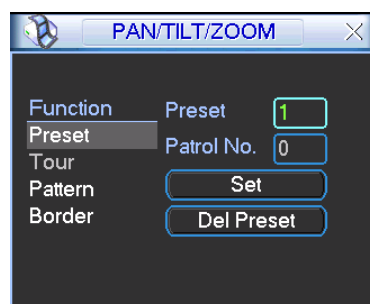 PAN/TILT/ZOOM
Function
Preset
Tour
Pattern
Border
Preset 1
Patrol No. 0
Set
Del Preset